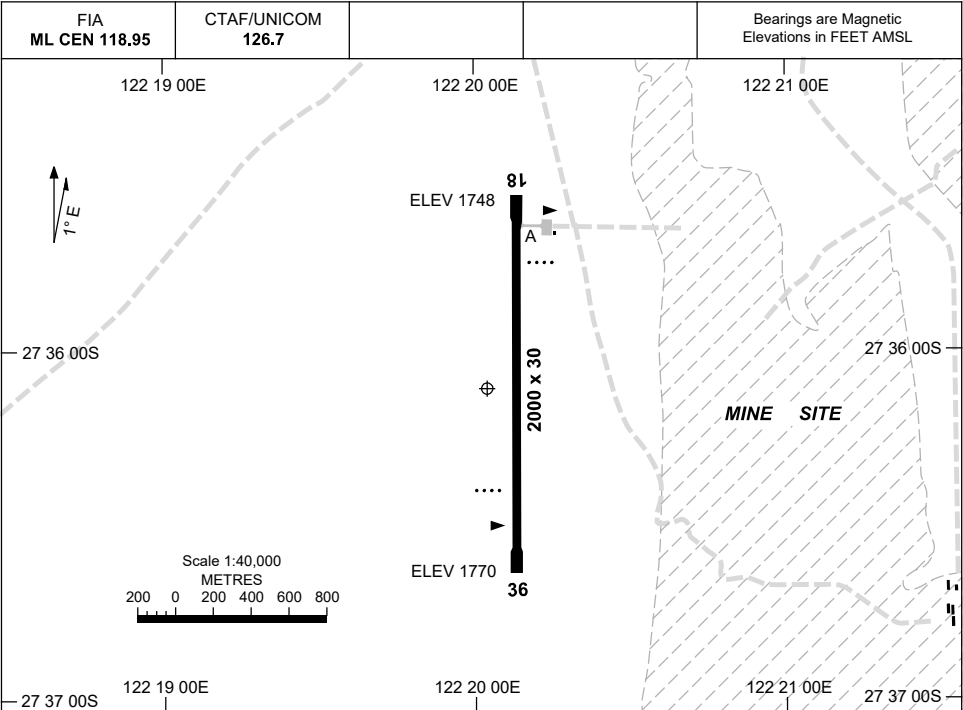 FIA
ML CEN 118.95
CTAF/UNICOM
126.7
Bearings are Magnetic
Elevations in FEET AMSL
122 19 00E
122 20 00E
122 21 00E
1° E
18
ELEV 1748
A
27 36 00S
27 36 00S
2000 x 30
MINE SITE
Scale 1:40,000
METRES
200 0 200 400 600 800
ELEV 1770
36
122 19 00E
122 20 00E
122 21 00E
27 37 00S
27 37 00S